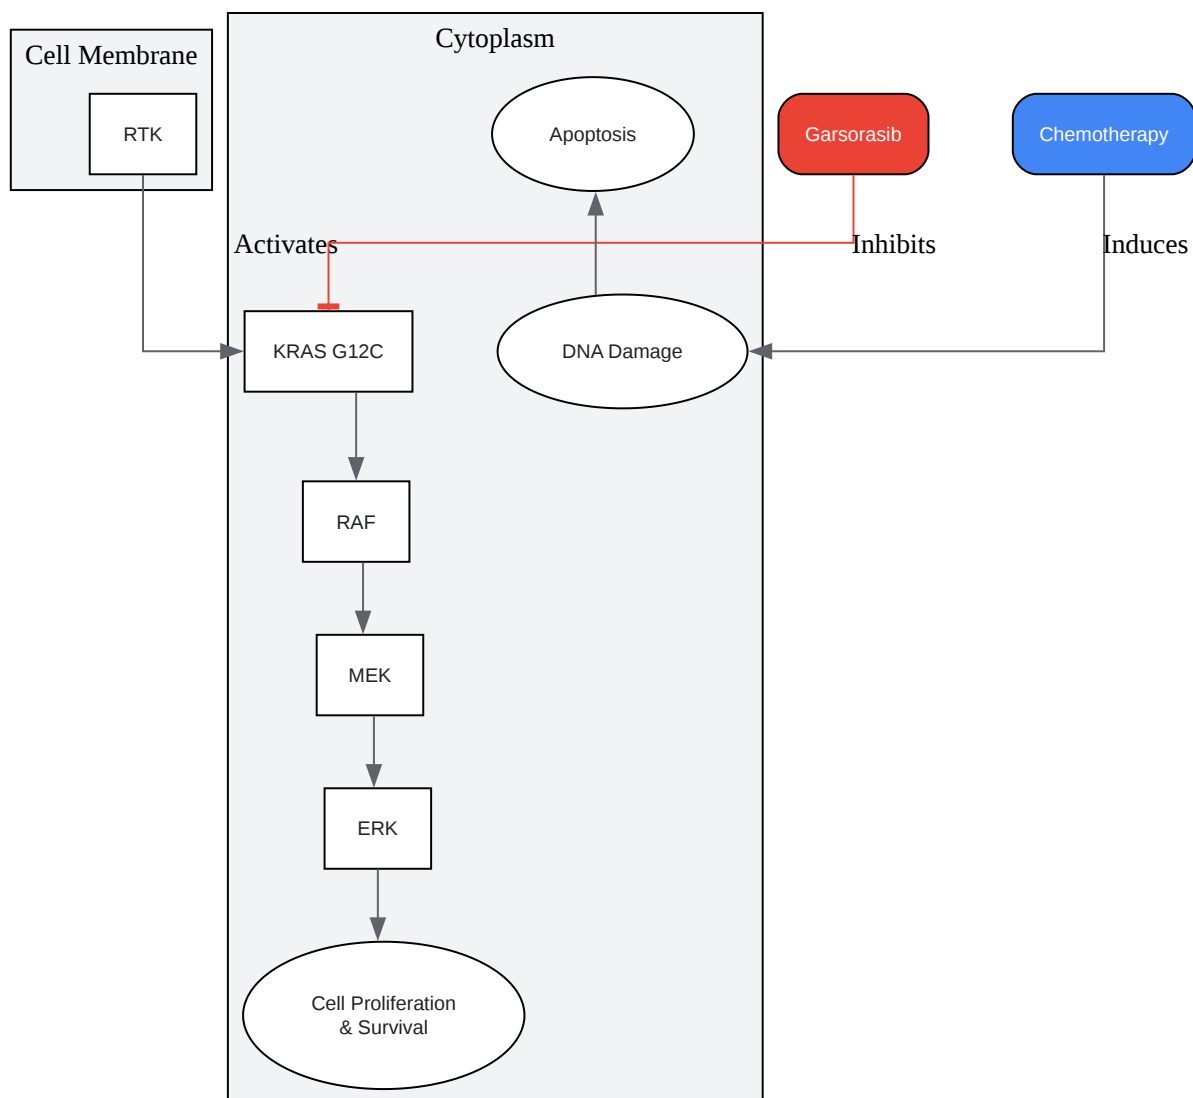 Cytoplasm
Cell Membrane
RTK
Apoptosis
Garsorasib
Chemotherapy
Activates
Inhibits
Induces
KRAS G12C
DNA Damage
RAF
MEK
ERK
Cell Proliferation
& Survival